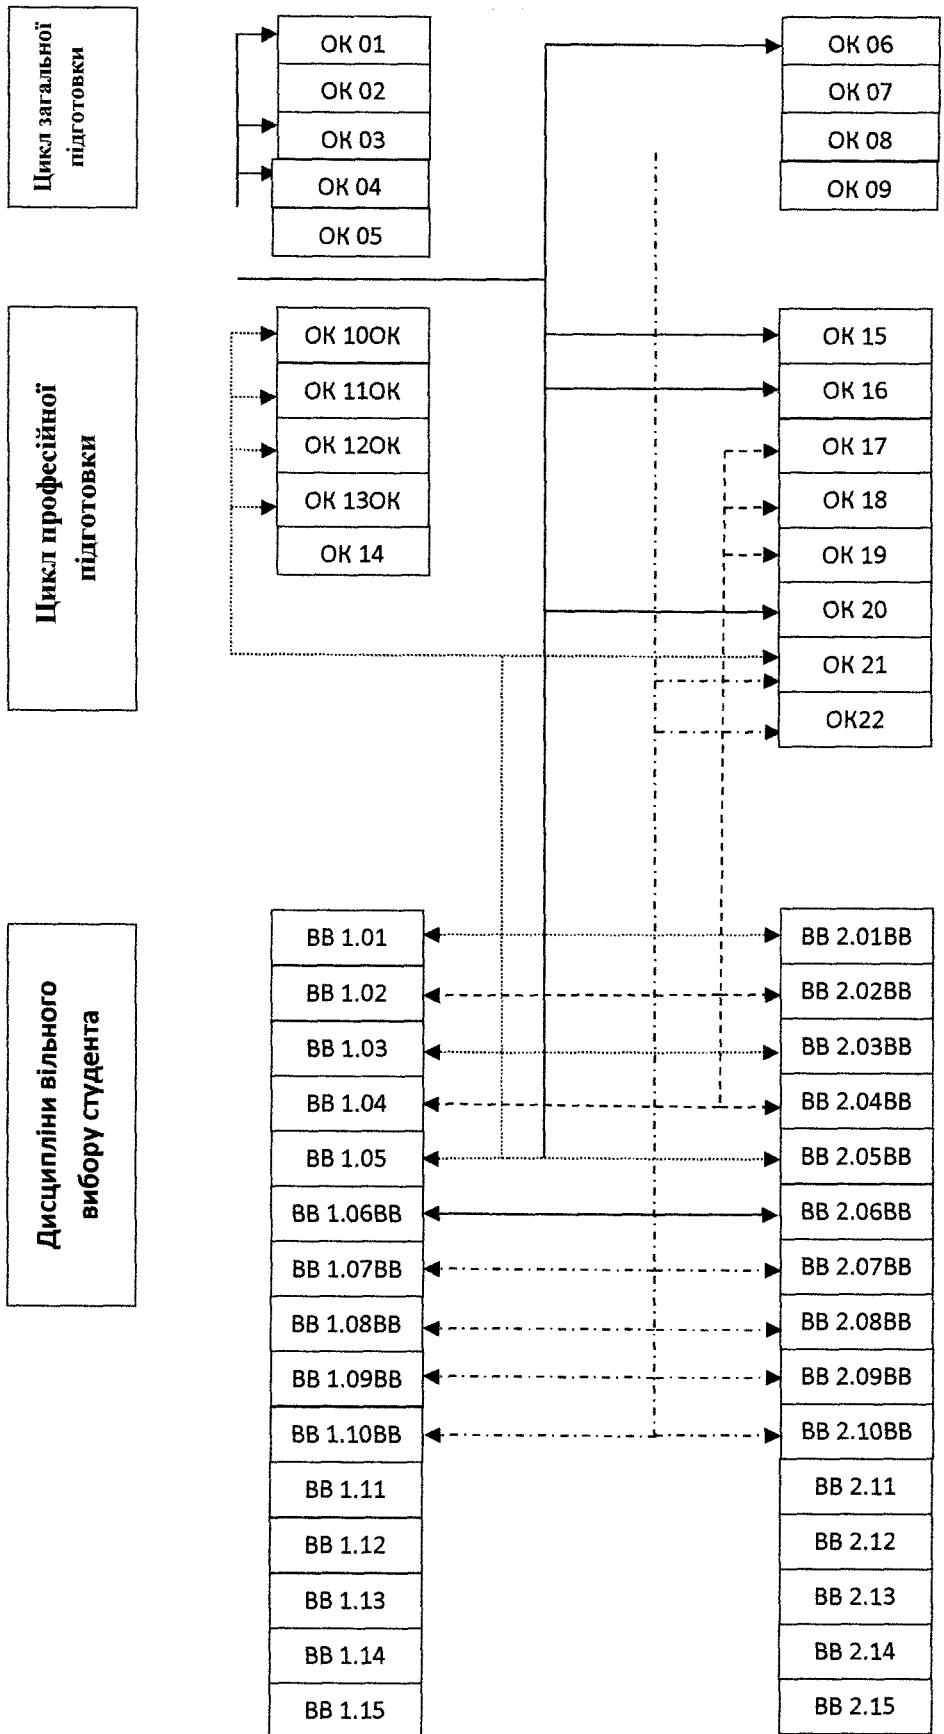 Цикл загальної
підготовки
ОК 01
ОК 02
ОК 03
ОК 04
ОК 05
ОК 06
ОК 07
ОК 08
ОК 09
Цикл професійної
підготовки
ОК 10ОК
ОК 11ОК
ОК 12ОК
ОК 13ОК
ОК 14
ОК 15
ОК 16
ОК 17
ОК 18
ОК 19
ОК 20
ОК 21
ОК22
Дисципліни вільного
вибору студента
ВВ 1.01
ВВ 1.02
ВВ 1.03
ВВ 1.04
ВВ 1.05
ВВ 1.06ВВ
ВВ 1.07ВВ
ВВ 1.08ВВ
ВВ 1.09ВВ
ВВ 1.10ВВ
ВВ 1.11
ВВ 1.12
ВВ 1.13
ВВ 1.14
ВВ 1.15
ВВ 2.01ВВ
ВВ 2.02ВВ
ВВ 2.03ВВ
ВВ 2.04ВВ
ВВ 2.05ВВ
ВВ 2.06ВВ
ВВ 2.07ВВ
ВВ 2.08ВВ
ВВ 2.09ВВ
ВВ 2.10ВВ
ВВ 2.11
ВВ 2.12
ВВ 2.13
ВВ 2.14
ВВ 2.15